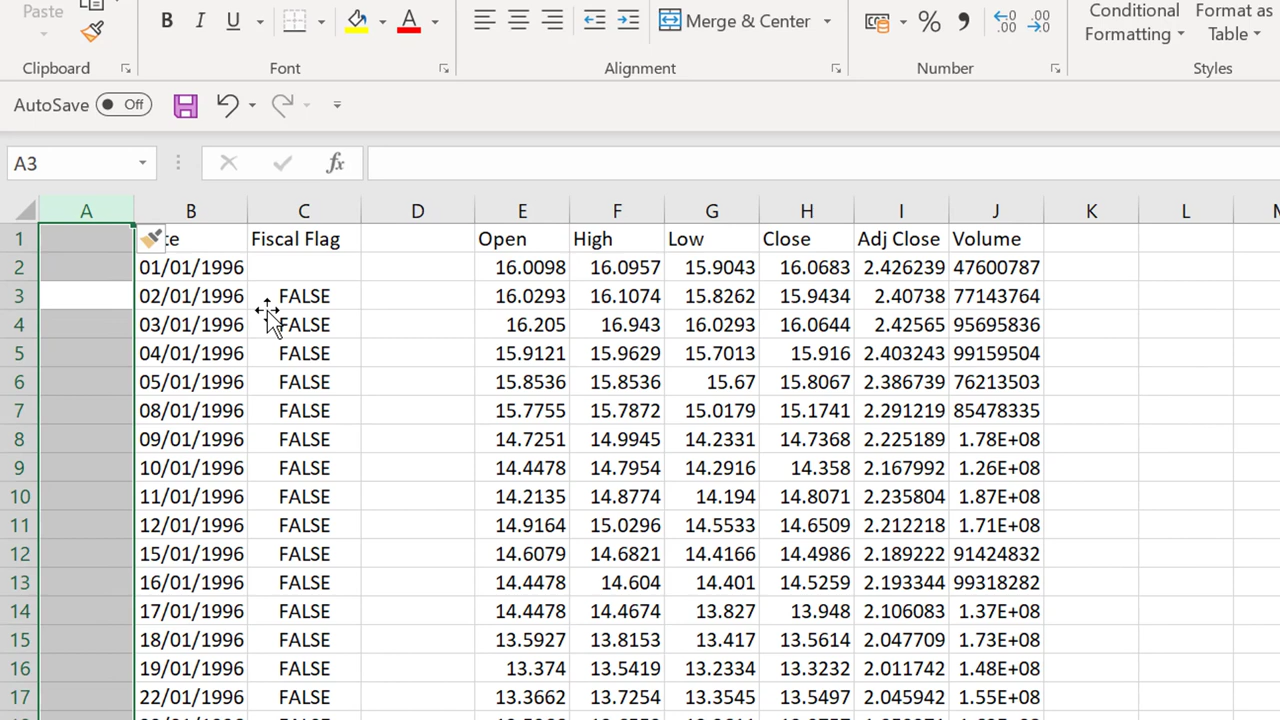 Paste B I U A Merge & Center % 9 .00 .00 Conditional Formatting Format as Table
Clipboard Font Alignment Number Styles
AutoSave Off
A3 fx
A B C D E F G H I J K L
1 te Fiscal Flag Open High Low Close Adj Close Volume
2 01/01/1996 16.0098 16.0957 15.9043 16.0683 2.426239 47600787
3 02/01/1996 FALSE 16.0293 16.1074 15.8262 15.9434 2.40738 77143764
4 03/01/1996 FALSE 16.205 16.943 16.0293 16.0644 2.42565 95695836
5 04/01/1996 FALSE 15.9121 15.9629 15.7013 15.916 2.403243 99159504
6 05/01/1996 FALSE 15.8536 15.8536 15.67 15.8067 2.386739 76213503
7 08/01/1996 FALSE 15.7755 15.7872 15.0179 15.1741 2.291219 85478335
8 09/01/1996 FALSE 14.7251 14.9945 14.2331 14.7368 2.225189 1.78E+08
9 10/01/1996 FALSE 14.4478 14.7954 14.2916 14.358 2.167992 1.26E+08
10 11/01/1996 FALSE 14.2135 14.8774 14.194 14.8071 2.235804 1.87E+08
11 12/01/1996 FALSE 14.9164 15.0296 14.5533 14.6509 2.212218 1.71E+08
12 15/01/1996 FALSE 14.6079 14.6821 14.4166 14.4986 2.189222 91424832
13 16/01/1996 FALSE 14.4478 14.604 14.401 14.5259 2.193344 99318282
14 17/01/1996 FALSE 14.4478 14.4674 13.827 13.948 2.106083 1.37E+08
15 18/01/1996 FALSE 13.5927 13.8153 13.417 13.5614 2.047709 1.73E+08
16 19/01/1996 FALSE 13.374 13.5419 13.2334 13.3232 2.011742 1.48E+08
17 22/01/1996 FALSE 13.3662 13.7254 13.3545 13.5497 2.045942 1.55E+08